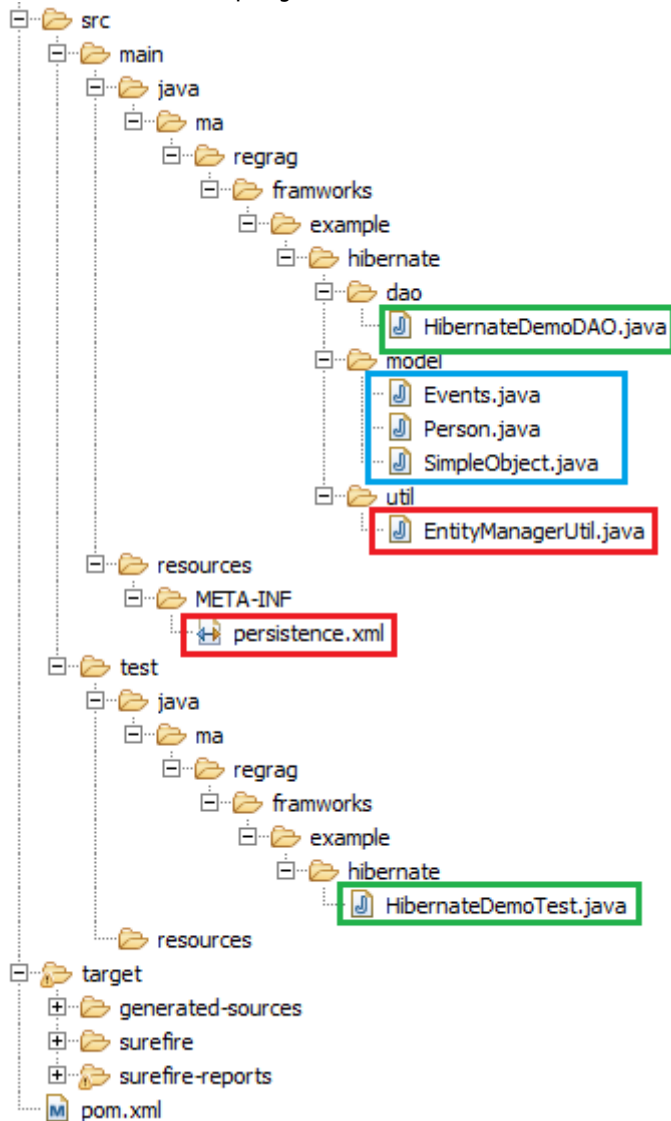 src
main
java
ma
regrag
framworks
example
hibernate
dao
HibernateDemoDAO.java
model
Events.java
Person.java
SimpleObject.java
util
EntityManagerUtil.java
resources
META-INF
persistence.xml
test
java
ma
regrag
framworks
example
hibernate
HibernateDemoTest.java
resources
target
generated-sources
surefire
surefire-reports
pom.xml